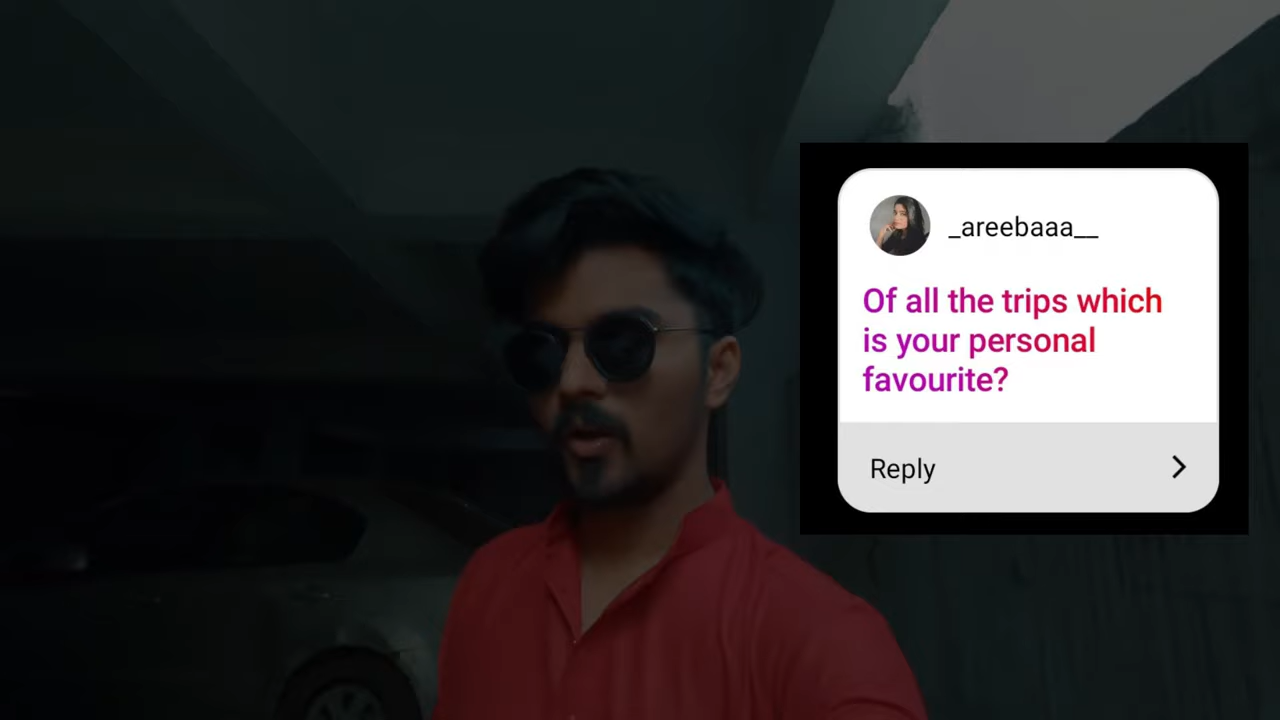 _areebaaa__
Of all the trips which
is your personal
favourite?
Reply